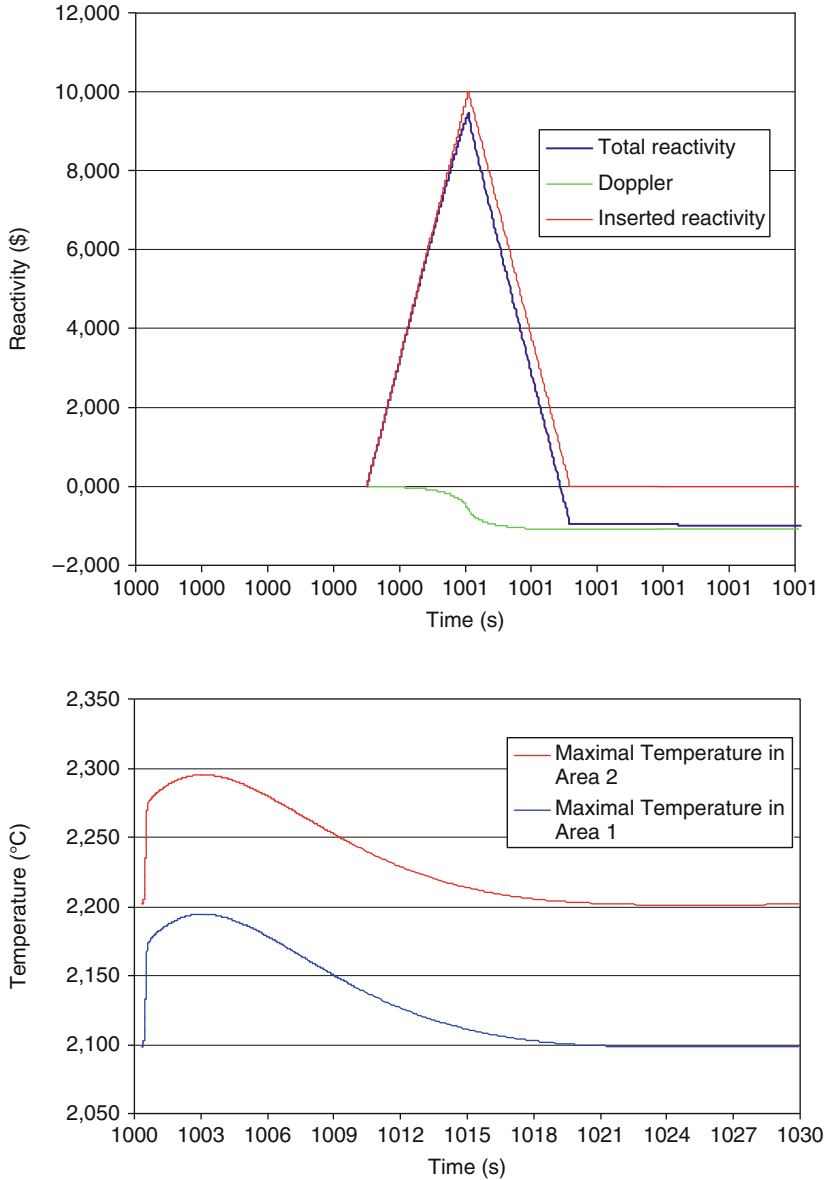 12,000
10,000
8,000
6,000
4,000
2,000
0,000
−2,000
Reactivity ($)
Total reactivity
Doppler
Inserted reactivity
1000 1000 1000 1000 1000 1001 1001 1001 1001 1001 1001
Time (s)
2,350
2,300
2,250
2,200
2,150
2,100
2,050
Temperature (°C)
Maximal Temperature in
Area 2
Maximal Temperature in
Area 1
1000 1003 1006 1009 1012 1015 1018 1021 1024 1027 1030
Time (s)